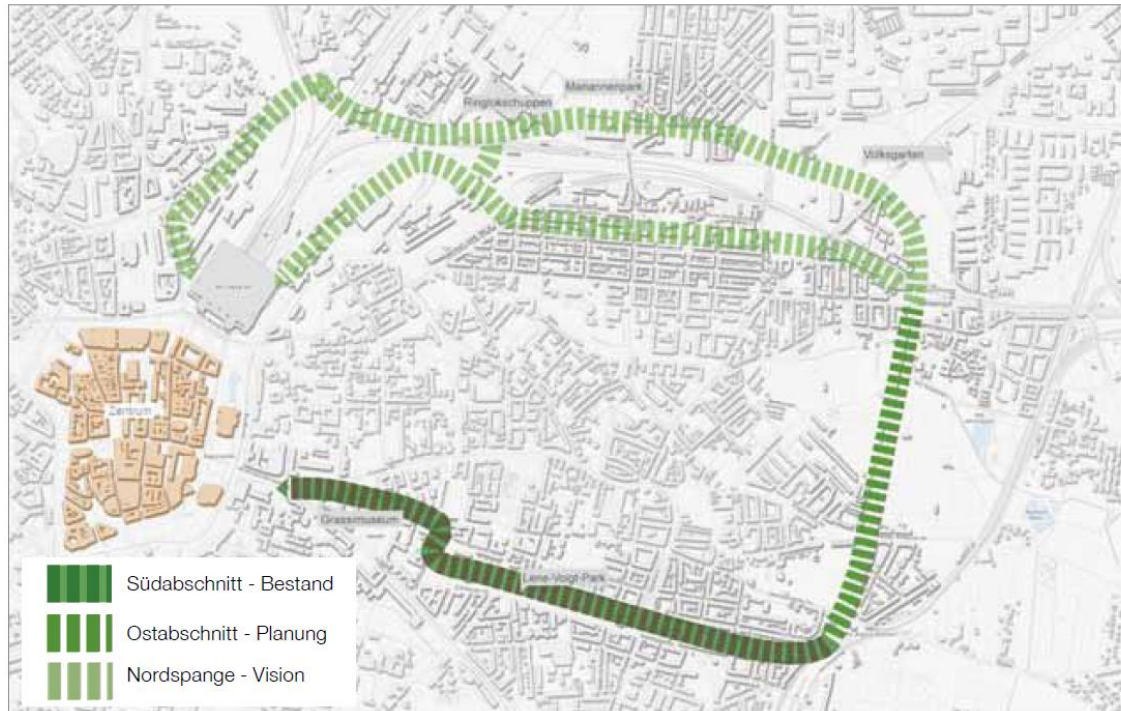 Mariannenpark
Ringlokschuppen
Volksgarten
Zentrum
Grassimuseum
Lene-Voigt-Park
Südabschnitt - Bestand
Ostabschnitt - Planung
Nordspange - Vision